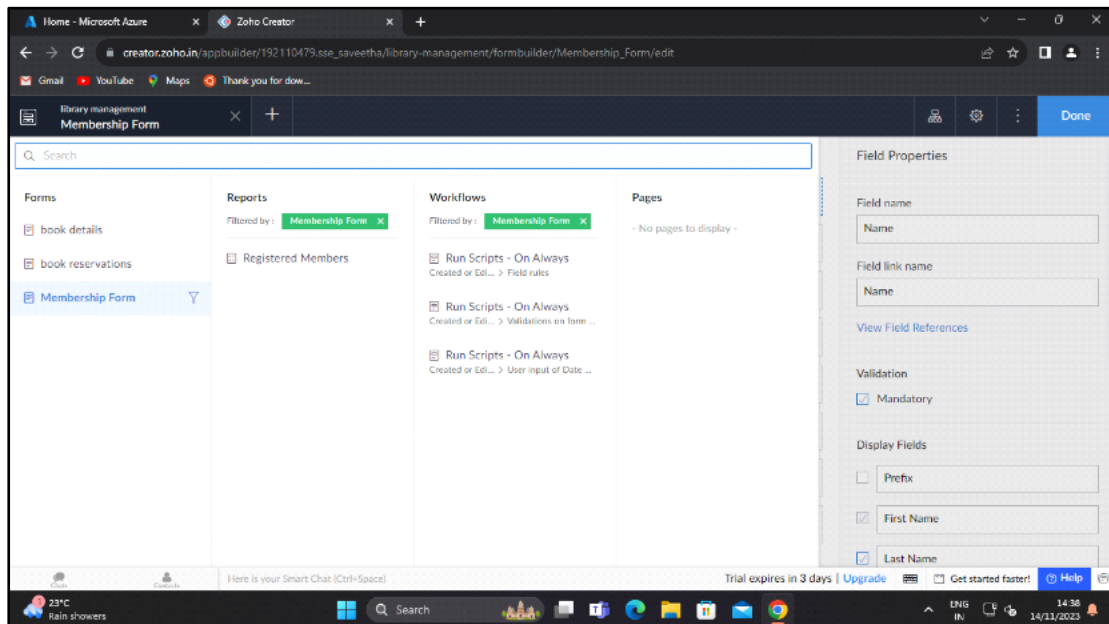 Home - Microsoft Azure
Zoho Creator
creator.zoho.in/appbuilder/192110479.sse_saveetha/library-management/formbuilder/Membership_Form/edit
Gmail
YouTube
Maps
Thank you for dow...
library management
Membership Form
Done
Search
Forms
book details
book reservations
Membership Form
Reports
Filtered by :
Membership Form
Registered Members
Workflows
Filtered by :
Membership Form
Run Scripts - On Always
Created or Edi... > Field rules
Run Scripts - On Always
Created or Edi... > Validations on form ...
Run Scripts - On Always
Created or Edi... > User input of Date ...
Pages
- No pages to display -
Field Properties
Field name
Name
Field link name
Name
View Field References
Validation
Mandatory
Display Fields
Prefix
First Name
Last Name
Chats
Contacts
Here is your Smart Chat (Ctrl+Space)
Trial expires in 3 days | Upgrade
Get started faster!
Help
23°C
Rain showers
Search
ENG
IN
14:38
14/11/2023